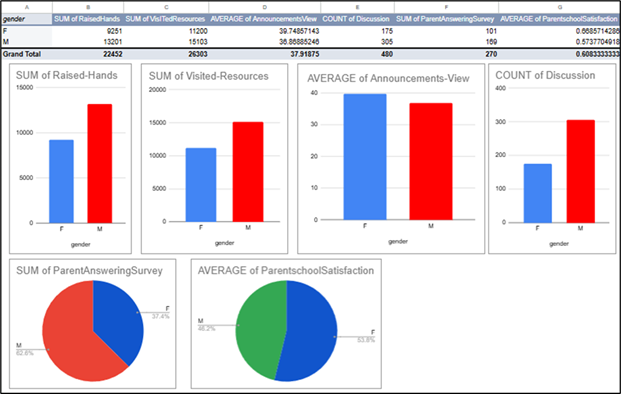 A B C D E F G
gender SUM of RaisedHands SUM of VisITedResources AVERAGE of AnnouncementsView COUNT of Discussion SUM of ParentAnsweringSurvey AVERAGE of ParentschoolSatisfaction
F 9251 11200 39.74857143 175 101 0.6685714286
M 13201 15103 36.86885246 305 169 0.5737704918
Grand Total 22452 26303 37.91875 480 270 0.6083333333
SUM of Raised-Hands
15000
10000
5000
0
F M
gender
SUM of Visited-Resources
20000
15000
10000
5000
0
F M
gender
AVERAGE of Announcements-View
40
30
20
10
0
F M
gender
COUNT of Discussion
400
300
200
100
0
F M
gender
SUM of ParentAnsweringSurvey
F
37.4%
M
62.6%
AVERAGE of ParentschoolSatisfaction
M
46.2%
F
53.8%